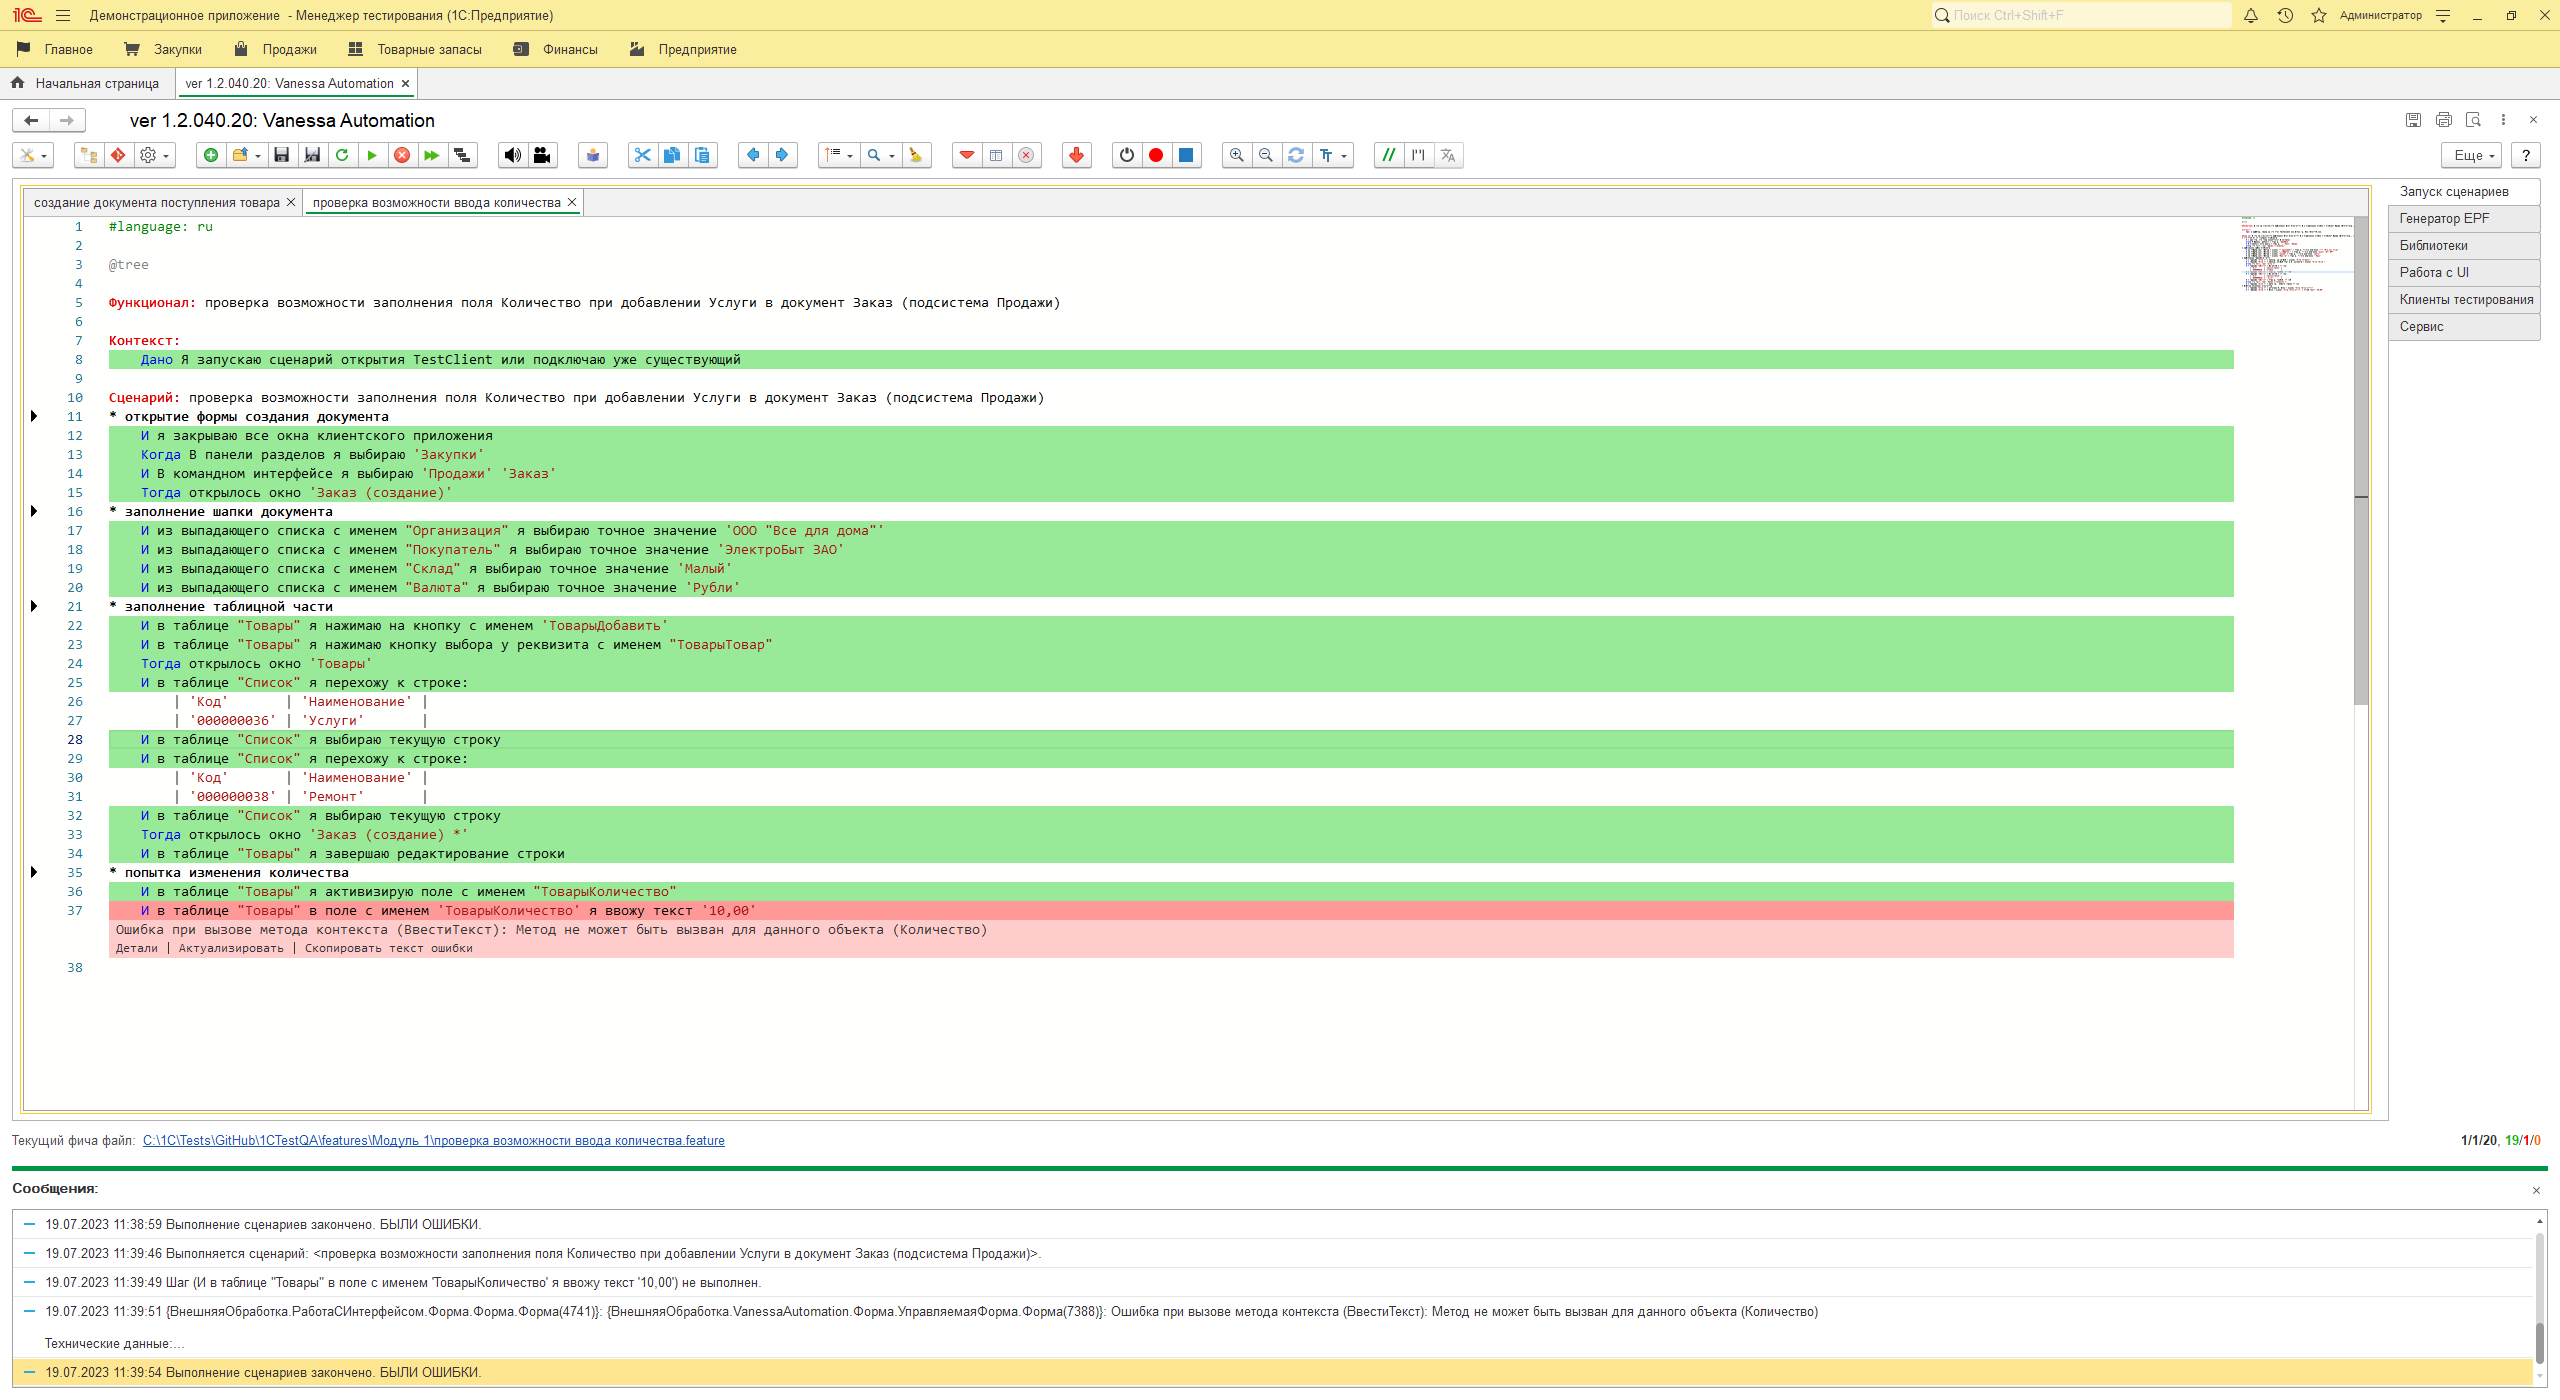 Демонстрационное приложение - Менеджер тестирования (1С:Предприятие)
Поиск Ctrl+Shift+F
Администратор
Главное Закупки Продажи Товарные запасы Финансы Предприятие
Начальная страница ver 1.2.040.20: Vanessa Automation
ver 1.2.040.20: Vanessa Automation
Еще ?
создание документа поступления товара проверка возможности ввода количества
Запуск сценариев
Генератор EPF
Библиотеки
Работа с UI
Клиенты тестирования
Сервис
1 #language: ru
2
3 @tree
4
5 Функционал: проверка возможности заполнения поля Количество при добавлении Услуги в документ Заказ (подсистема Продажи)
6
7 Контекст:
8 Дано Я запускаю сценарий открытия TestClient или подключаю уже существующий
9
10 Сценарий: проверка возможности заполнения поля Количество при добавлении Услуги в документ Заказ (подсистема Продажи)
11 * открытие формы создания документа
12 И я закрываю все окна клиентского приложения
13 Когда В панели разделов я выбираю 'Закупки'
14 И В командном интерфейсе я выбираю 'Продажи' 'Заказ'
15 Тогда открылось окно 'Заказ (создание)'
16 * заполнение шапки документа
17 И из выпадающего списка с именем "Организация" я выбираю точное значение 'ООО "Все для дома"'
18 И из выпадающего списка с именем "Покупатель" я выбираю точное значение 'ЭлектроБыт ЗАО'
19 И из выпадающего списка с именем "Склад" я выбираю точное значение 'Малый'
20 И из выпадающего списка с именем "Валюта" я выбираю точное значение 'Рубли'
21 * заполнение таблицной части
22 И в таблице "Товары" я нажимаю на кнопку с именем 'ТоварыДобавить'
23 И в таблице "Товары" я нажимаю кнопку выбора у реквизита с именем "ТоварыТовар"
24 Тогда открылось окно 'Товары'
25 И в таблице "Список" я перехожу к строке:
26 | 'Код' | 'Наименование' |
27 | '000000036' | 'Услуги' |
28 И в таблице "Список" я выбираю текущую строку
29 И в таблице "Список" я перехожу к строке:
30 | 'Код' | 'Наименование' |
31 | '000000038' | 'Ремонт' |
32 И в таблице "Список" я выбираю текущую строку
33 Тогда открылось окно 'Заказ (создание) *'
34 И в таблице "Товары" я завершаю редактирование строки
35 * попытка изменения количества
36 И в таблице "Товары" я активизирую поле с именем "ТоварыКоличество"
37 И в таблице "Товары" в поле с именем 'ТоварыКоличество' я ввожу текст '10,00'
Ошибка при вызове метода контекста (ВвестиТекст): Метод не может быть вызван для данного объекта (Количество)
Детали | Актуализировать | Скопировать текст ошибки
38
Текущий фича файл: C:\1C\Tests\GitHub\1CTestQA\features\Модуль 1\проверка возможности ввода количества.feature
1/1/20, 19/1/0
Сообщения:
19.07.2023 11:38:59 Выполнение сценариев закончено. БЫЛИ ОШИБКИ.
19.07.2023 11:39:46 Выполняется сценарий: <проверка возможности заполнения поля Количество при добавлении Услуги в документ Заказ (подсистема Продажи)>.
19.07.2023 11:39:49 Шаг (И в таблице "Товары" в поле с именем 'ТоварыКоличество' я ввожу текст '10,00') не выполнен.
19.07.2023 11:39:51 {ВнешняяОбработка.РаботаСИнтерфейсом.Форма.Форма.Форма(4741)}: {ВнешняяОбработка.VanessaAutomation.Форма.УправляемаяФорма.Форма(7388)}: Ошибка при вызове метода контекста (ВвестиТекст): Метод не может быть вызван для данного объекта (Количество)
Технические данные:...
19.07.2023 11:39:54 Выполнение сценариев закончено. БЫЛИ ОШИБКИ.